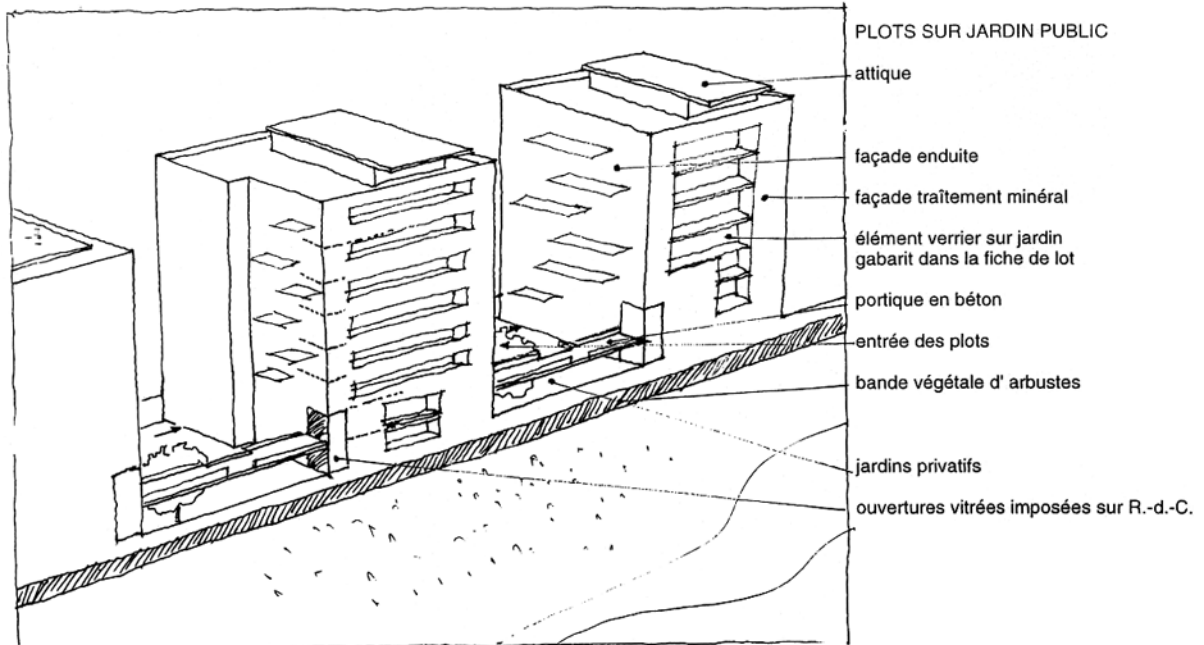 PLOTS SUR JARDIN PUBLIC
attique
façade enduite
façade traîtement minéral
élément verrier sur jardin
gabarit dans la fiche de lot
portique en béton
entrée des plots
bande végétale d' arbustes
jardins privatifs
ouvertures vitrées imposées sur R.-d.-C.